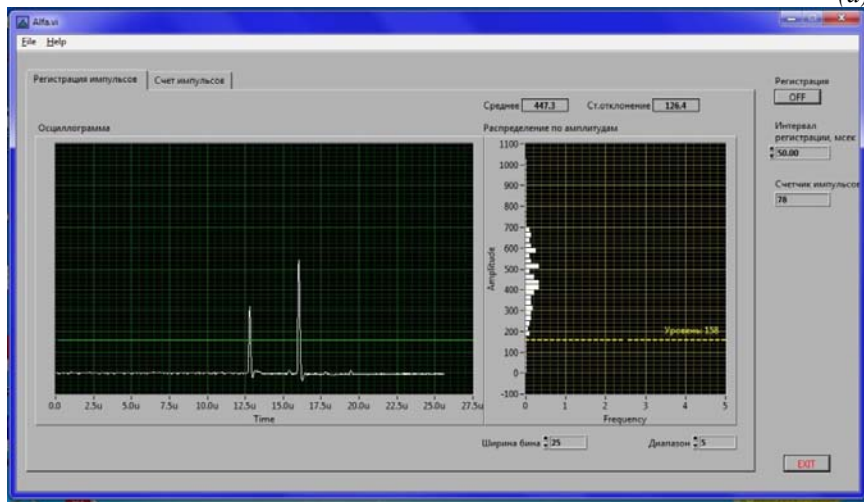 (a)
Alfa.vi
File Help
Регистрация импульсов Счет импульсов
Среднее 447.3 Ст.отклонение 126.4
Регистрация
OFF
Осциллограмма
Распределение по амплитудам
Интервал
регистрации, мсек
50.00
Счетчик импульсов
78
1100
1000
900
800
700
600
500
400
300
200
100
0
-100
Amplitude
Уровень 158
0.0 2.5u 5.0u 7.5u 10.0u 12.5u 15.0u 17.5u 20.0u 22.5u 25.0u 27.5u
Time
0 1 2 3 4 5
Frequency
Ширина бина 25 Диапазон 5
EXIT